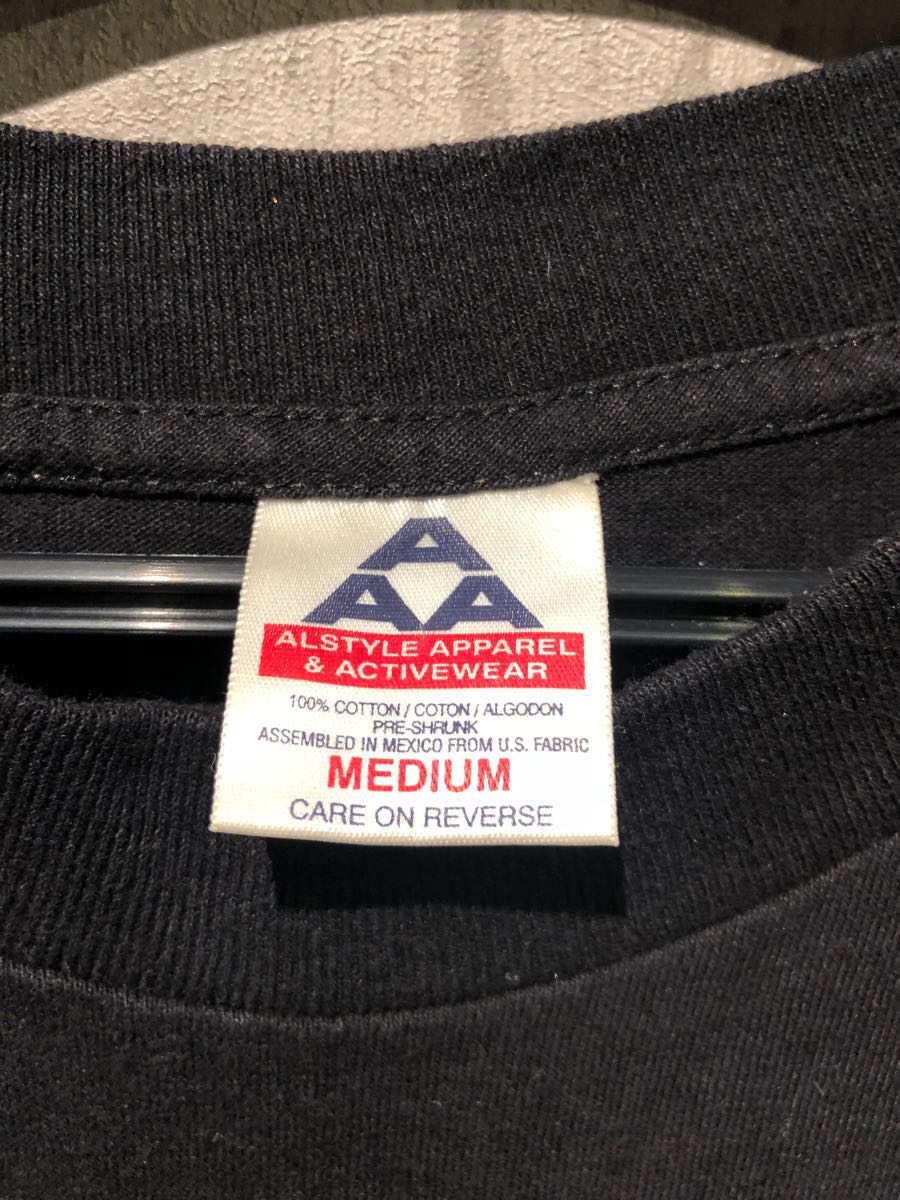 A
A A
ALSTYLE APPAREL
& ACTIVEWEAR
100% COTTON / COTON / ALGODON
PRE-SHRUNK
ASSEMBLED IN MEXICO FROM U.S. FABRIC
MEDIUM
CARE ON REVERSE